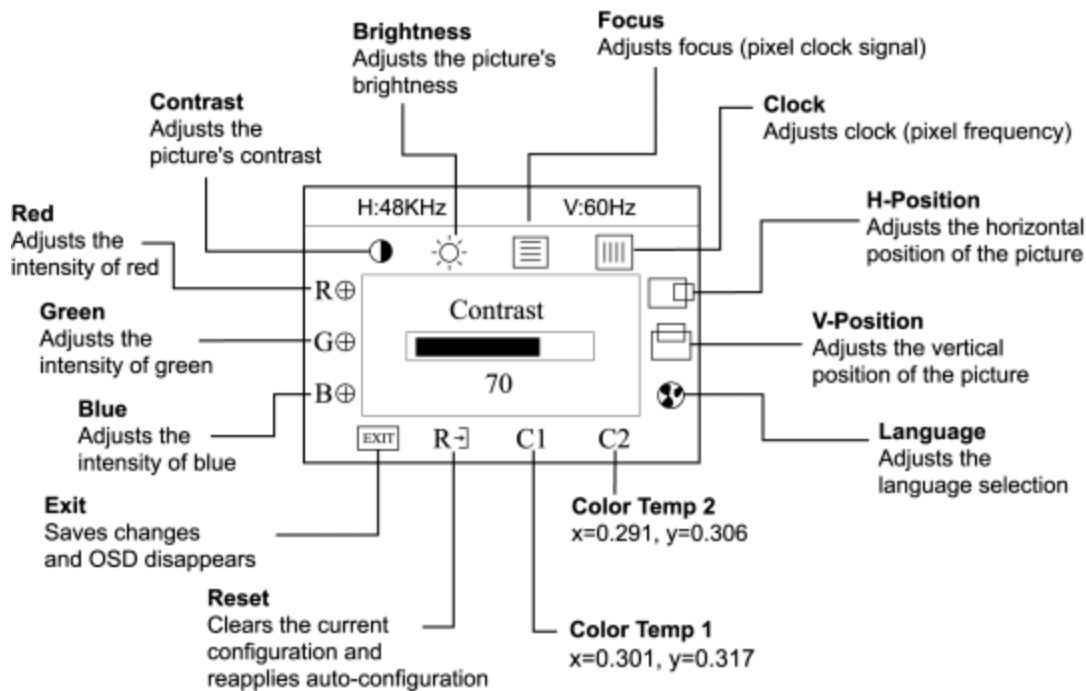 Focus
Adjusts focus (pixel clock signal)
Brightness
Adjusts the picture's
brightness
Contrast
Adjusts the
picture's contrast
Clock
Adjusts clock (pixel frequency)
H:48KHz V:60Hz
Red
Adjusts the
intensity of red
H-Position
Adjusts the horizontal
position of the picture
R
Contrast
Green
Adjusts the
intensity of green
G
V-Position
Adjusts the vertical
position of the picture
70
B
Blue
Adjusts the
intensity of blue
EXIT R C1 C2
Language
Adjusts the
language selection
Exit
Saves changes
and OSD disappears
Color Temp 2
x=0.291, y=0.306
Reset
Clears the current
configuration and
reapplies auto-configuration
Color Temp 1
x=0.301, y=0.317